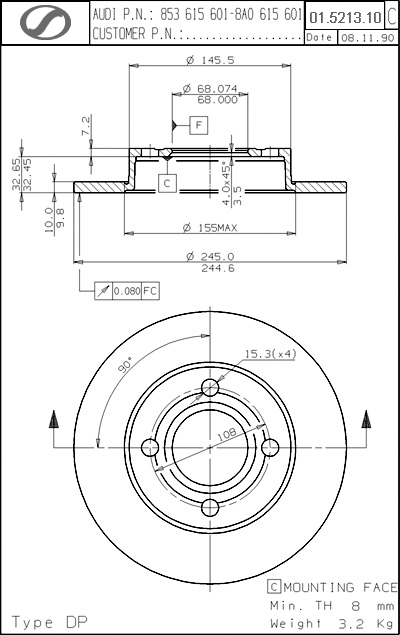 AUDI P.N.: 853 615 601-8A0 615 601
CUSTOMER P.N.:...................
01.5213.10 C
Date 08.11.90
Ø 145.5
Ø 68.074
68.000
F
7.2
32.65
32.45
10.0
9.8
C
4.0x45°
3.5
Ø 155MAX
Ø 245.0
244.6
0.080 FC
15.3(x4)
90°
108
C MOUNTING FACE
Min. TH 8 mm
Type DP
Weight 3.2 Kg